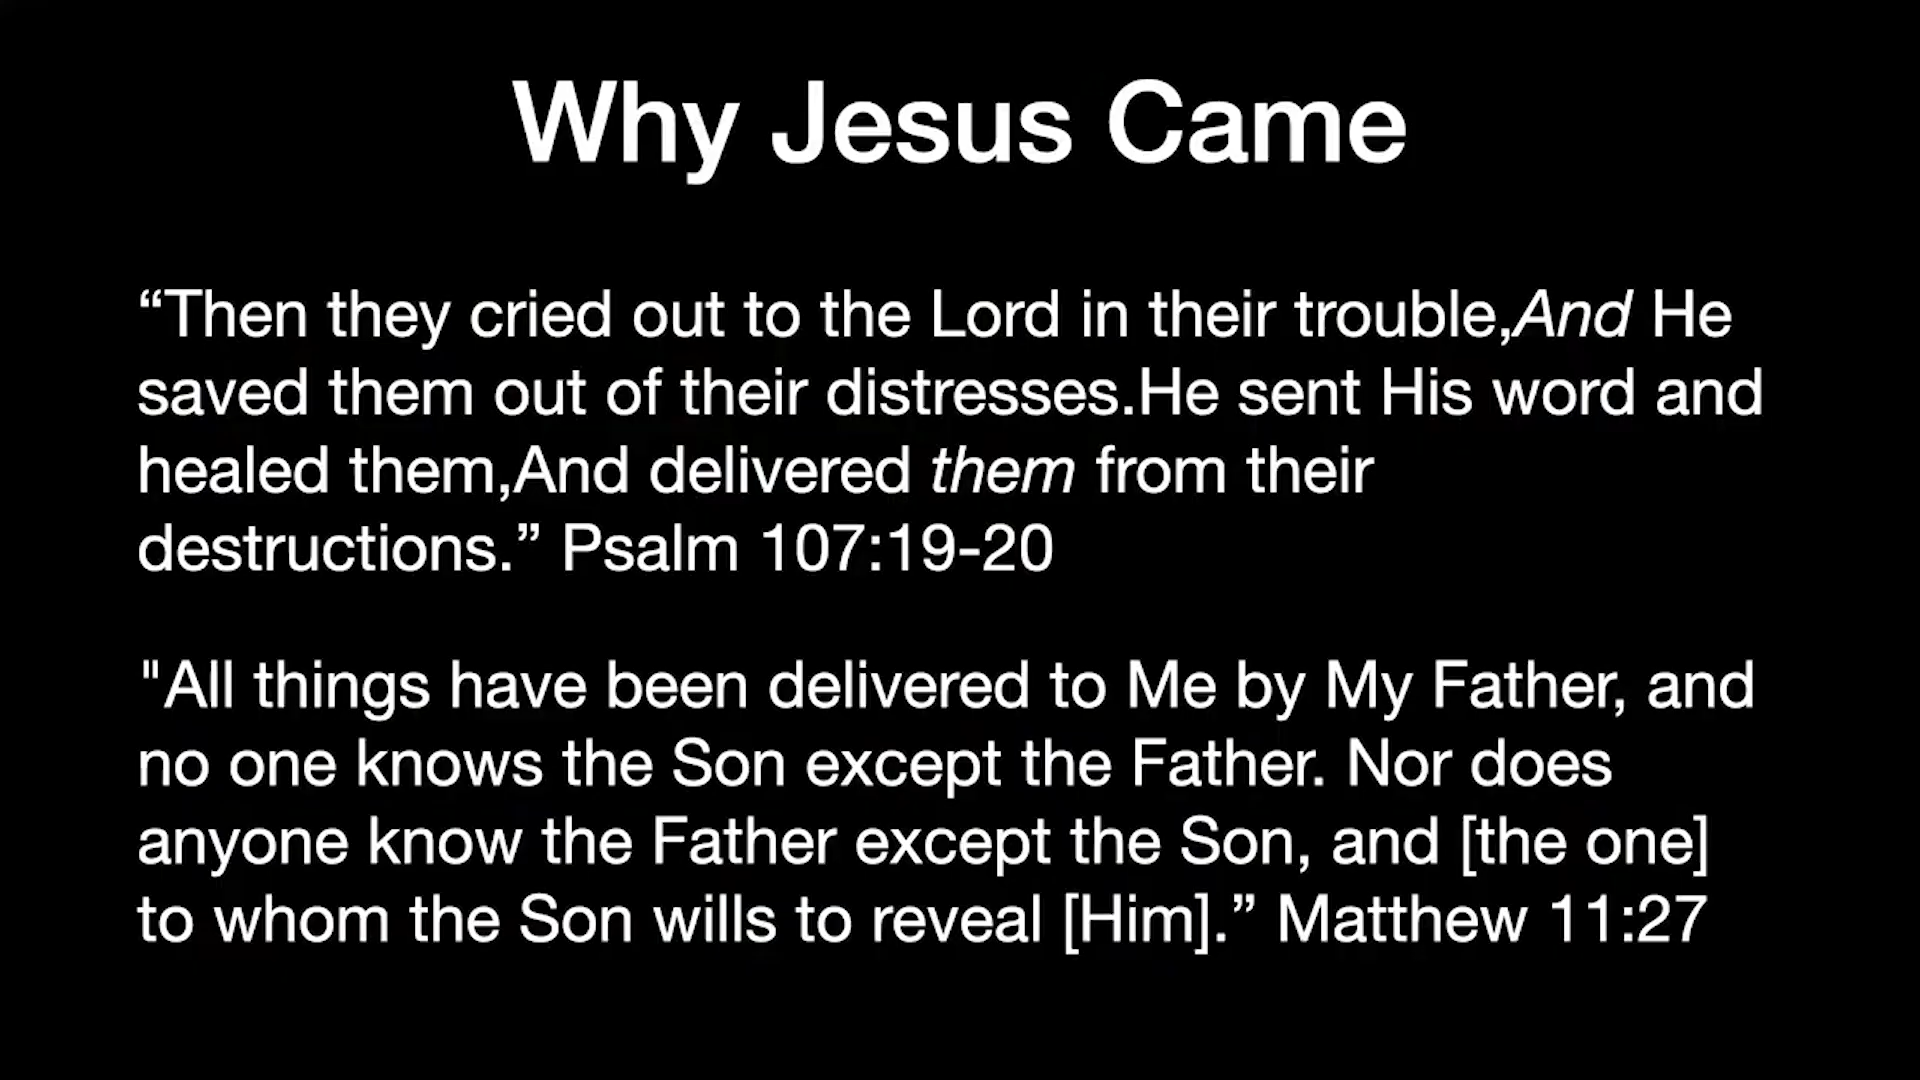 Why Jesus Came
“Then they cried out to the Lord in their trouble,And He
saved them out of their distresses.He sent His word and
healed them,And delivered them from their
destructions.” Psalm 107:19-20
"All things have been delivered to Me by My Father, and
no one knows the Son except the Father. Nor does
anyone know the Father except the Son, and [the one]
to whom the Son wills to reveal [Him].” Matthew 11:27